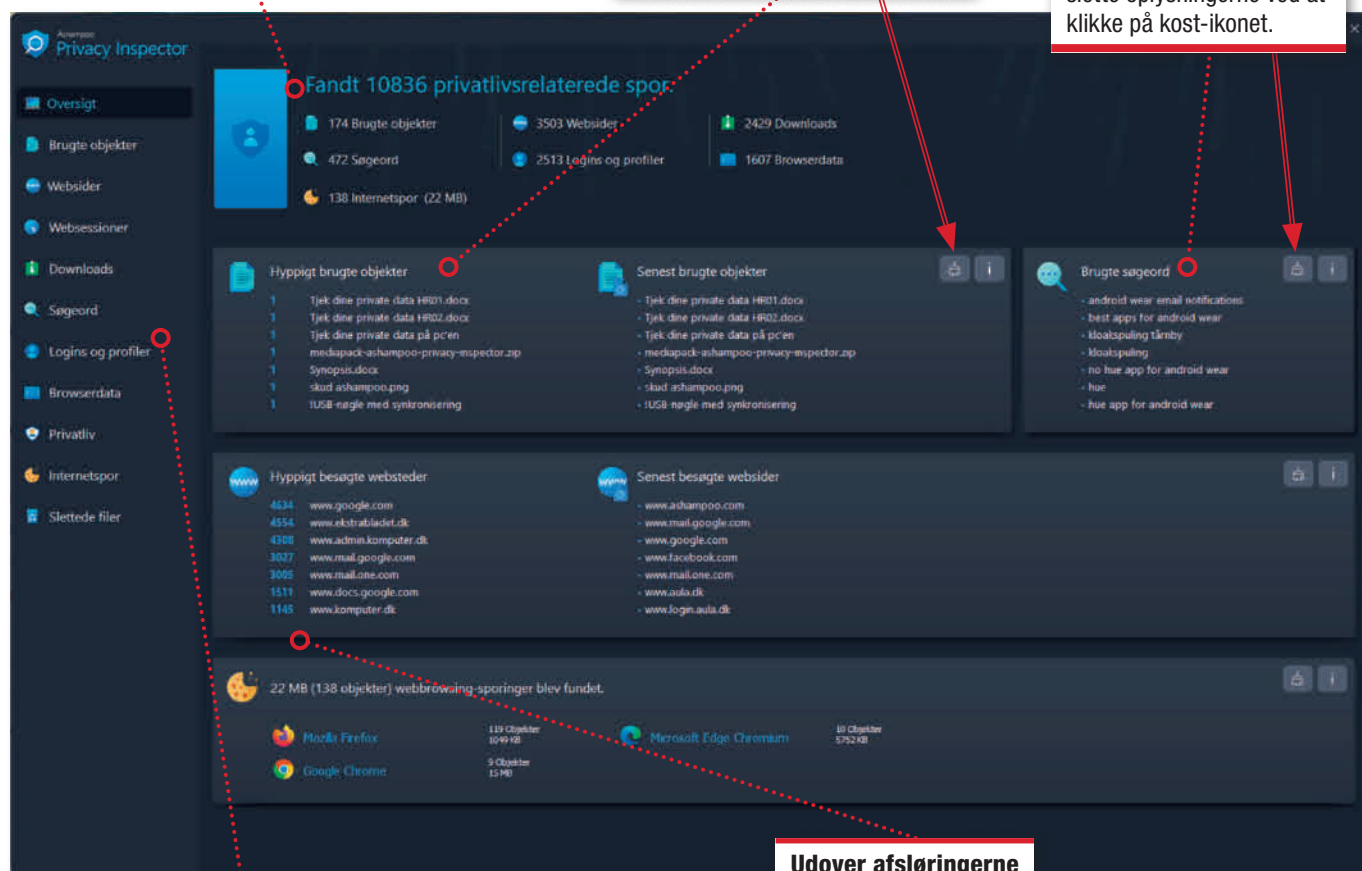 klikke på kost-ikonet.
Ashampoo
Privacy Inspector
Oversigt
Brugte objekter
Websider
Websessioner
Downloads
Søgeord
Logins og profiler
Browserdata
Privatliv
Internetspor
Slettede filer
Fandt 10836 privatlivsrelaterede spor.
174 Brugte objekter
3503 Websider
2429 Downloads
472 Søgeord
2513 Logins og profiler
1607 Browserdata
138 Internetspor (22 MB)
Hyppigt brugte objekter
1 Tjek dine private data HR01.docx
1 Tjek dine private data HR02.docx
1 Tjek dine private data på pc'en
1 mediapack-ashampoo-privacy-inspector.zip
1 Synopsis.docx
1 skud ashampoo.png
1 !USB-nøgle med synkronisering
Senest brugte objekter
- Tjek dine private data HR01.docx
- Tjek dine private data HR02.docx
- Tjek dine private data på pc'en
- mediapack-ashampoo-privacy-inspector.zip
- Synopsis.docx
- skud ashampoo.png
- !USB-nøgle med synkronisering
i
Brugte søgeord
i
- android wear email notifications
- best apps for android wear
- kloakspuling tårnby
- kloakspuling
- no hue app for android wear
- hue
- hue app for android wear
www
Hyppigt besøgte websteder
4634 www.google.com
4554 www.ekstrabladet.dk
4308 www.admin.komputer.dk
3027 www.mail.google.com
3005 www.mail.one.com
1511 www.docs.google.com
1145 www.komputer.dk
www
Senest besøgte websider
- www.ashampoo.com
- www.mail.google.com
- www.google.com
- www.facebook.com
- www.mail.one.com
- www.aula.dk
- www.login.aula.dk
i
22 MB (138 objekter) webbrowsing-sporinger blev fundet.
i
Mozilla Firefox
119 Objekter
1049 KB
Microsoft Edge Chromium
10 Objekter
5752 KB
Google Chrome
9 Objekter
15 MB
Udover afsløringerne